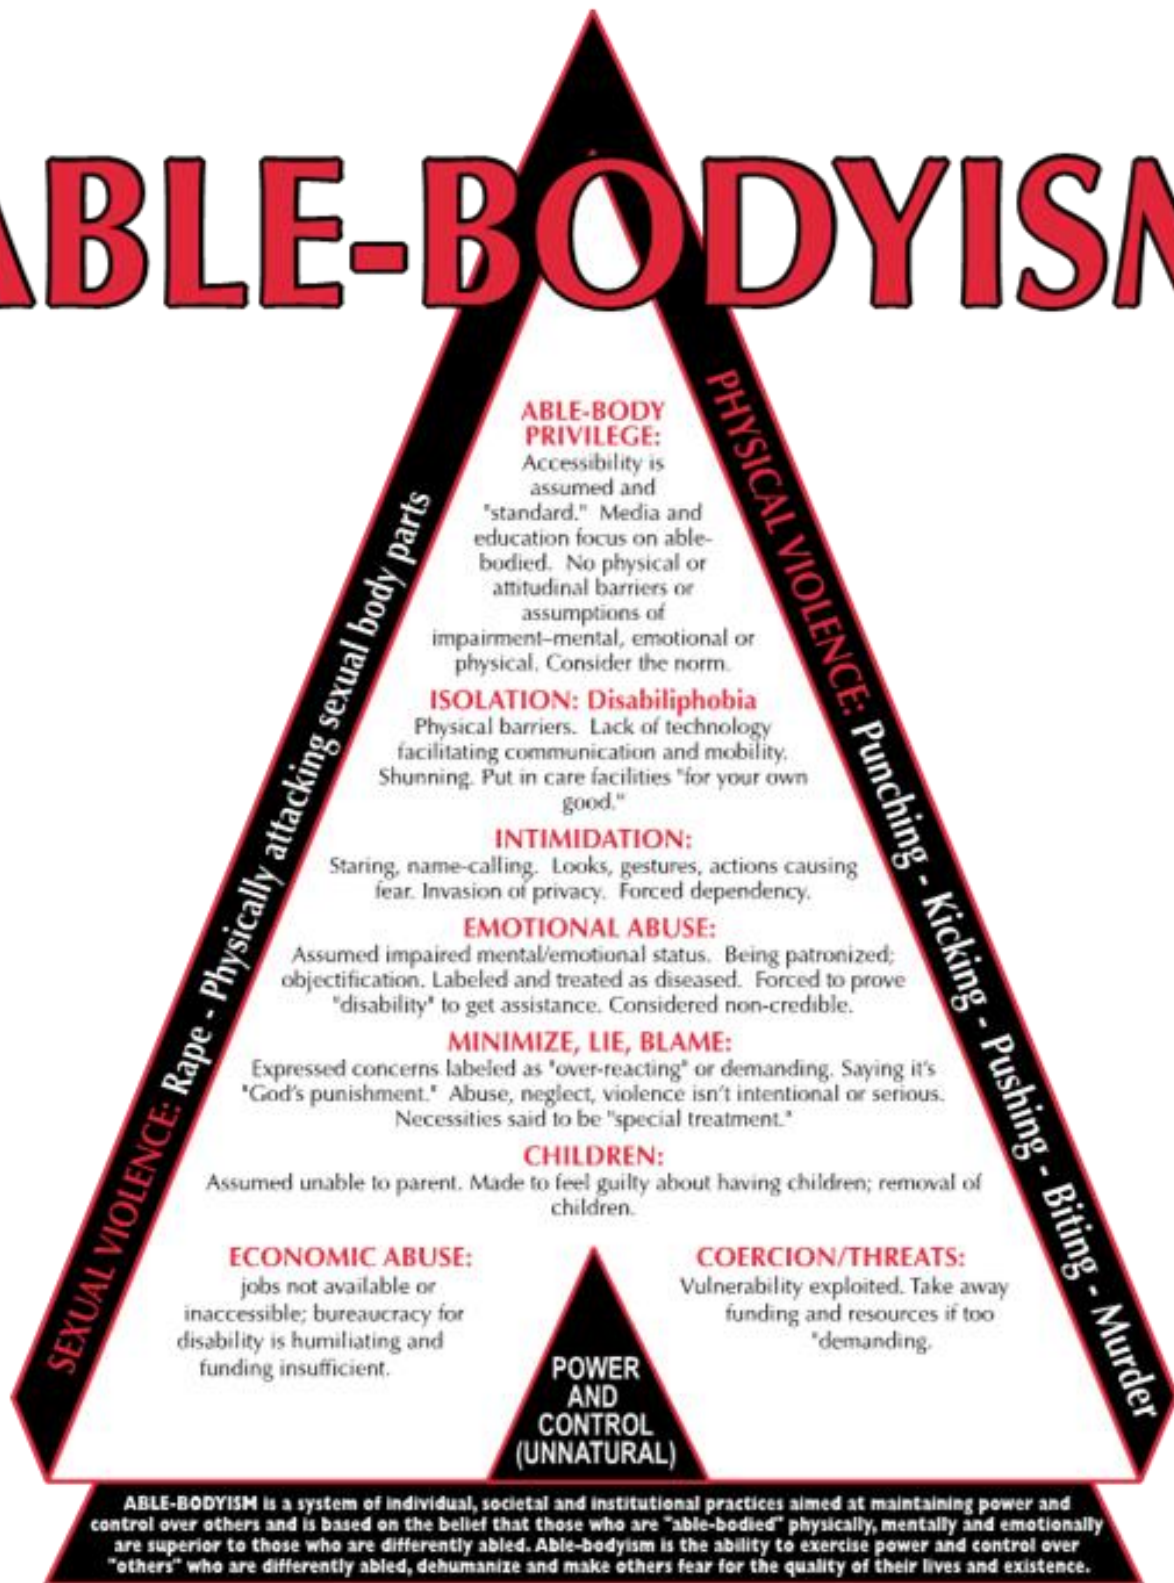 ABLE-BODYISM
SEXUAL VIOLENCE: Rape - Physically attacking sexual body parts
PHYSICAL VIOLENCE: Punching - Kicking - Pushing - Biting - Murder
ABLE-BODY
PRIVILEGE:
Accessibility is
assumed and
"standard." Media and
education focus on able-
bodied. No physical or
attitudinal barriers or
assumptions of
impairment–mental, emotional or
physical. Consider the norm.
ISOLATION: Disabiliphobia
Physical barriers. Lack of technology
facilitating communication and mobility.
Shunning. Put in care facilities "for your own
good."
INTIMIDATION:
Staring, name-calling. Looks, gestures, actions causing
fear. Invasion of privacy. Forced dependency.
EMOTIONAL ABUSE:
Assumed impaired mental/emotional status. Being patronized;
objectification. Labeled and treated as diseased. Forced to prove
"disability" to get assistance. Considered non-credible.
MINIMIZE, LIE, BLAME:
Expressed concerns labeled as "over-reacting" or demanding. Saying it's
"God's punishment." Abuse, neglect, violence isn't intentional or serious.
Necessities said to be "special treatment."
CHILDREN:
Assumed unable to parent. Made to feel guilty about having children; removal of
children.
ECONOMIC ABUSE:
jobs not available or
inaccessible; bureaucracy for
disability is humiliating and
funding insufficient.
COERCION/THREATS:
Vulnerability exploited. Take away
funding and resources if too
"demanding.
POWER
AND
CONTROL
(UNNATURAL)
ABLE-BODYISM is a system of individual, societal and institutional practices aimed at maintaining power and
control over others and is based on the belief that those who are "able-bodied" physically, mentally and emotionally
are superior to those who are differently abled. Able-bodyism is the ability to exercise power and control over
"others" who are differently abled, dehumanize and make others fear for the quality of their lives and existence.